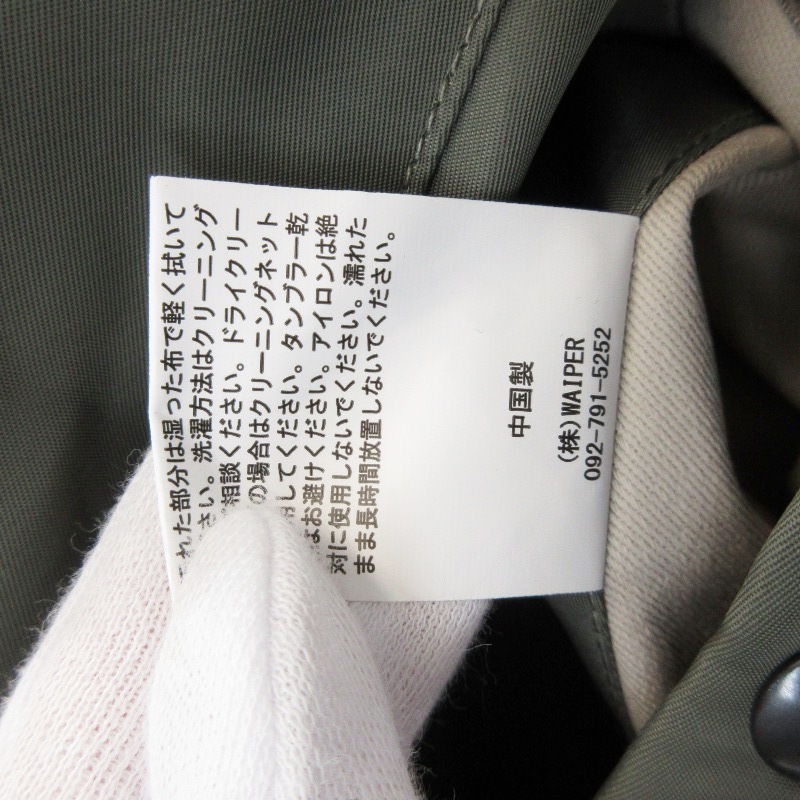 れた部分は湿った布で軽く拭いて
さい。洗濯方法はクリーニング
相談ください。ドライクリー
の場合はクリーニングネット
してください。タンブラー乾
お避けください。アイロンは絶
対に使用しないでください。濡れた
まま長時間放置しないでください。
中国製
(株)WAIPER
092-791-5252